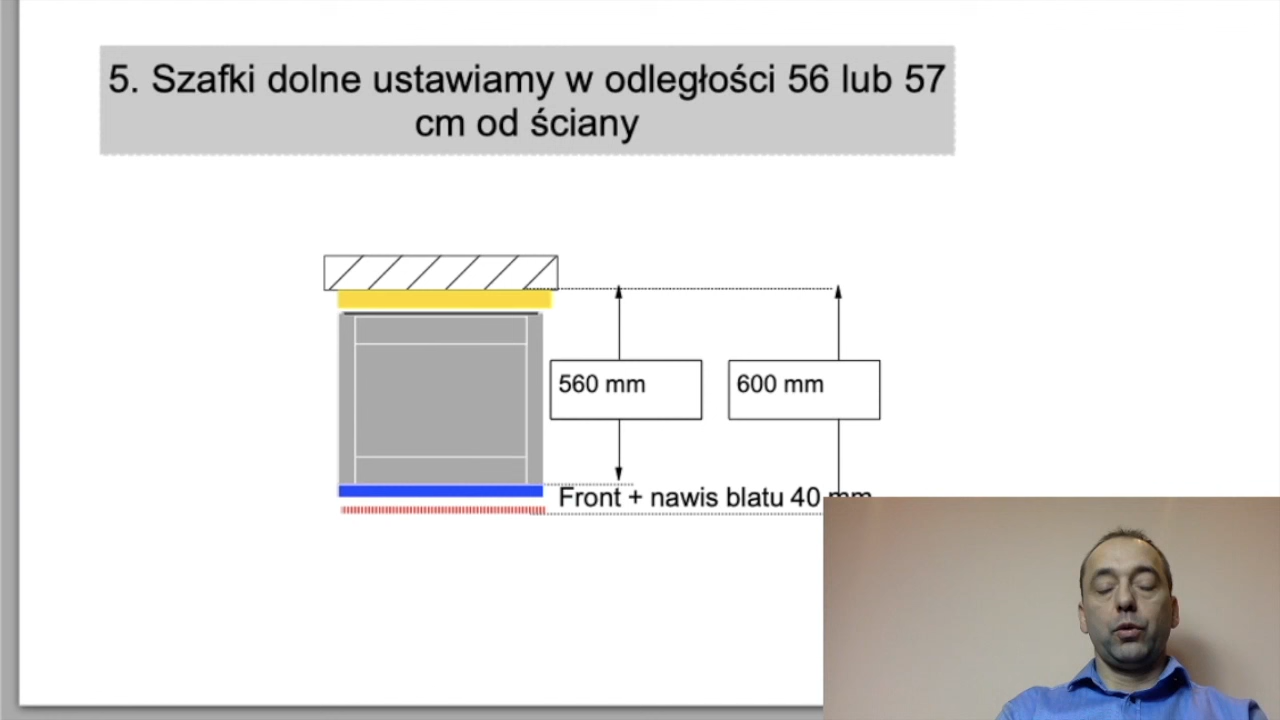 5. Szafki dolne ustawiamy w odległości 56 lub 57
cm od ściany
560 mm
600 mm
Front + nawis blatu 40 mm